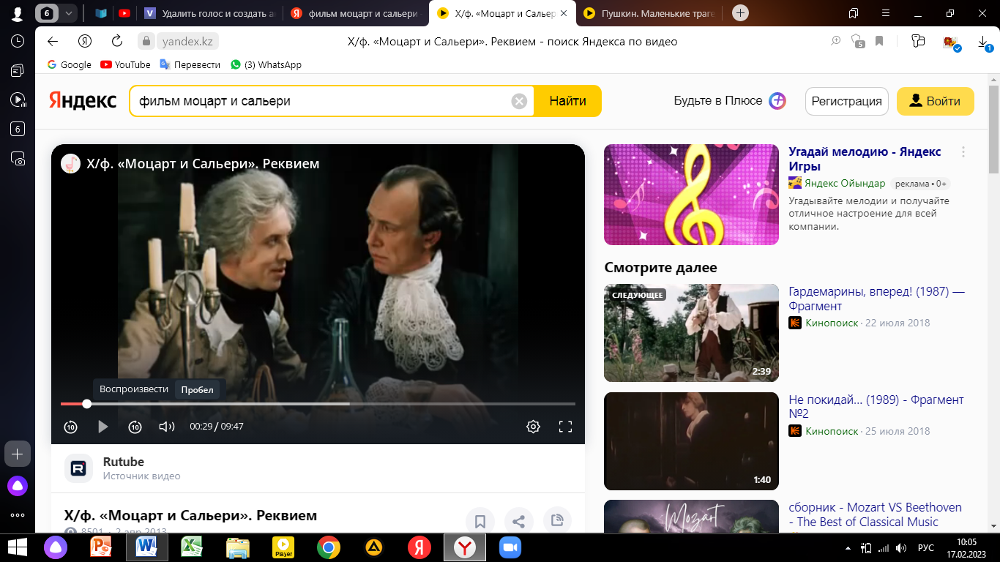 6
Удалить голос и создать а
фильм моцарт и сальери
Х/ф. «Моцарт и Сальер
Пушкин. Маленькие траге
yandex.kz
Х/ф. «Моцарт и Сальери». Реквием - поиск Яндекса по видео
5
1
Google
YouTube
Перевести
(3) WhatsApp
6
Яндекс
фильм моцарт и сальери
Найти
Будьте в Плюсе
Регистрация
Войти
Х/ф. «Моцарт и Сальери». Реквием
Воспроизвести
Пробел
10
10
00:29 / 09:47
Rutube
Источник видео
Х/ф. «Моцарт и Сальери». Реквием
8501 · 2 апр 2013
Угадай мелодию - Яндекс
Игры
Яндекс Ойындар
реклама • 0+
Угадывайте мелодии и получайте
отличное настроение для всей
компании.
Смотрите далее
СЛЕДУЮЩЕЕ
2:39
Гардемарины, вперед! (1987) —
Фрагмент
Кинопоиск · 22 июля 2018
1:40
Не покидай... (1989) - Фрагмент
№2
Кинопоиск · 25 июля 2018
Mozart
сборник - Mozart VS Beethoven
- The Best of Classical Music
Player
РУС
10:05
17.02.2023